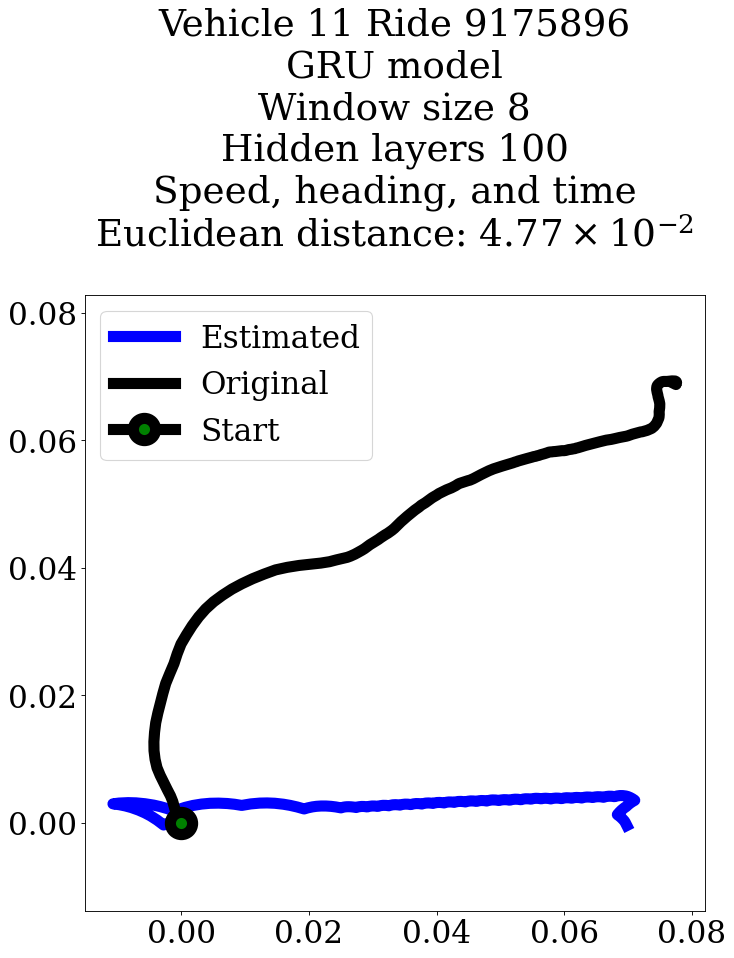 Vehicle 11 Ride 9175896
GRU model
Window size 8
Hidden layers 100
Speed, heading, and time
Euclidean distance: 4.77 × 10⁻²
Estimated
Original
Start
0.08
0.06
0.04
0.02
0.00
0.00 0.02 0.04 0.06 0.08